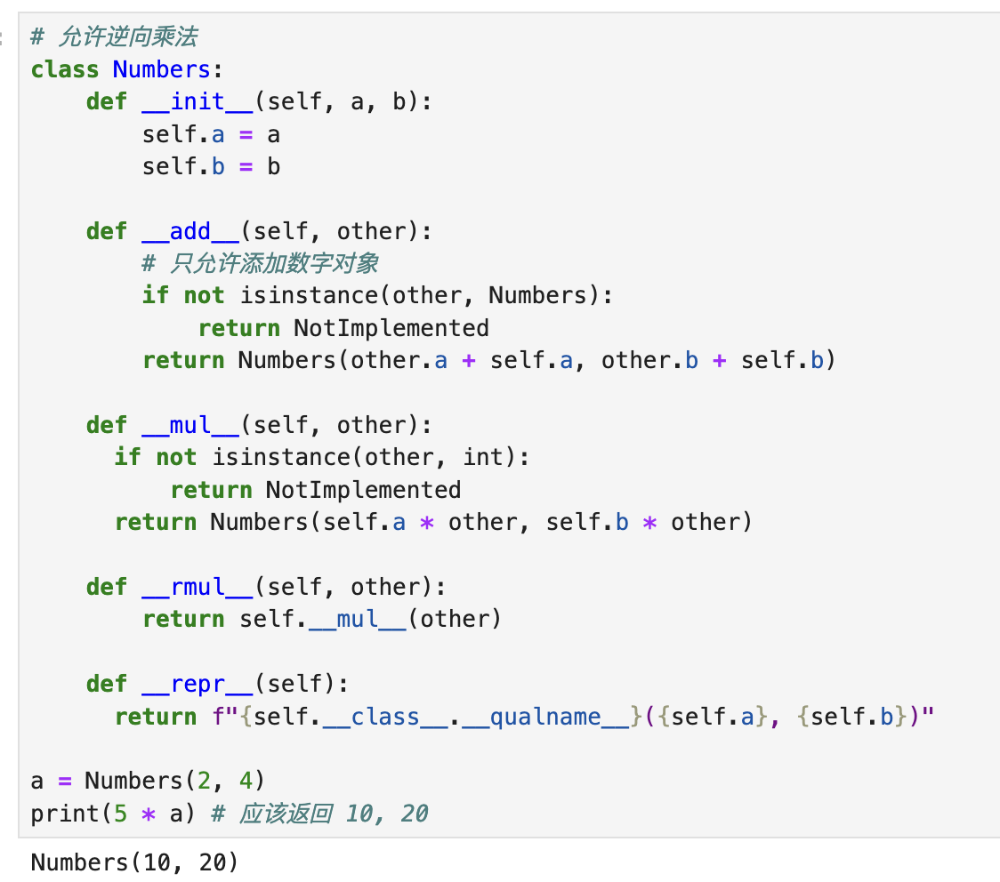 # 允许逆向乘法
class Numbers:
    def __init__(self, a, b):
        self.a = a
        self.b = b

    def __add__(self, other):
        # 只允许添加数字对象
        if not isinstance(other, Numbers):
            return NotImplemented
        return Numbers(other.a + self.a, other.b + self.b)

    def __mul__(self, other):
      if not isinstance(other, int):
          return NotImplemented
      return Numbers(self.a * other, self.b * other)

    def __rmul__(self, other):
        return self.__mul__(other)

    def __repr__(self):
      return f"{self.__class__.__qualname__}({self.a}, {self.b})"

a = Numbers(2, 4)
print(5 * a) # 应该返回 10, 20
Numbers(10, 20)